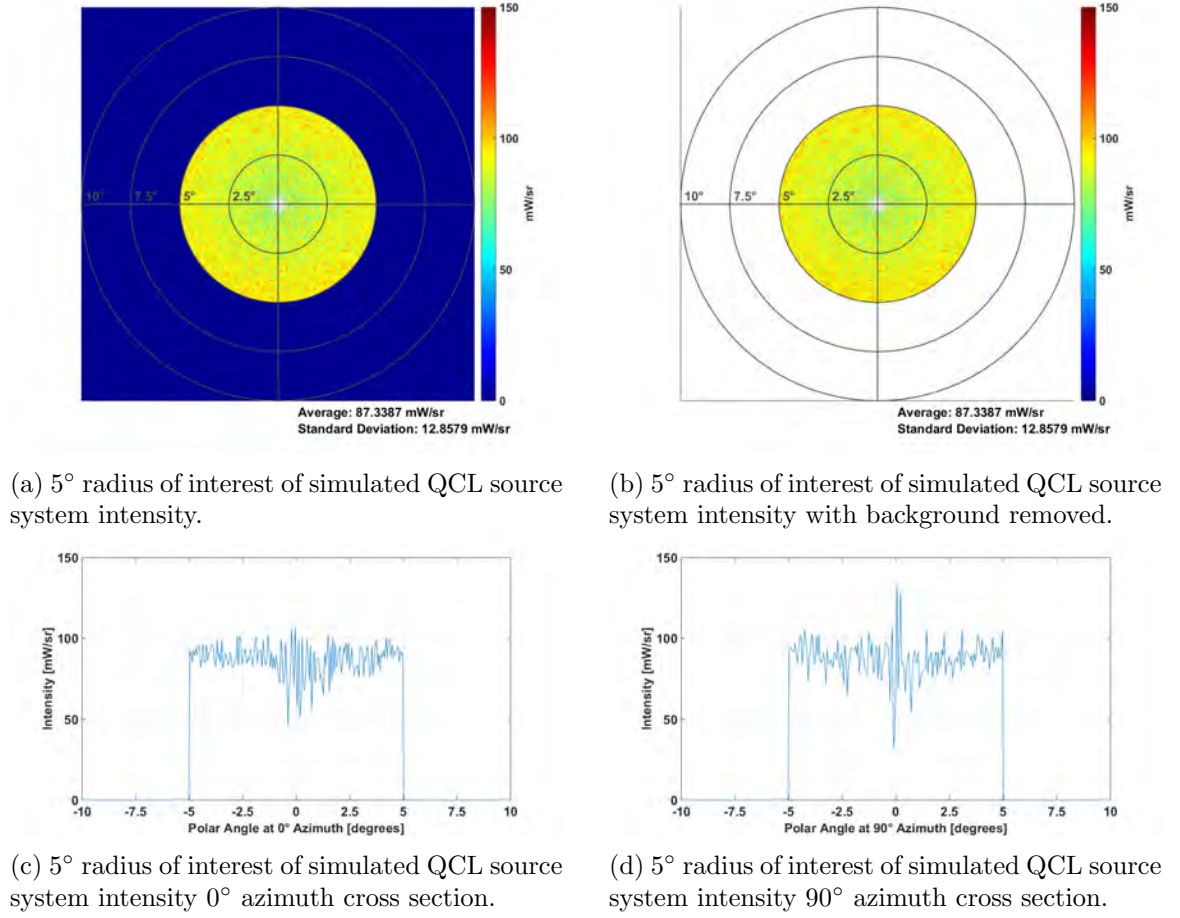 150
100
50
0
mW/sr
10°
7.5°
5°
2.5°
Average: 87.3387 mW/sr
Standard Deviation: 12.8579 mW/sr
150
100
50
0
mW/sr
10°
7.5°
5°
2.5°
Average: 87.3387 mW/sr
Standard Deviation: 12.8579 mW/sr
(a) 5° radius of interest of simulated QCL source
system intensity.
(b) 5° radius of interest of simulated QCL source
system intensity with background removed.
150
100
50
0
Intensity [mW/sr]
-10 -7.5 -5 -2.5 0 2.5 5 7.5 10
Polar Angle at 0° Azimuth [degrees]
150
100
50
0
Intensity [mW/sr]
-10 -7.5 -5 -2.5 0 2.5 5 7.5 10
Polar Angle at 90° Azimuth [degrees]
(c) 5° radius of interest of simulated QCL source
system intensity 0° azimuth cross section.
(d) 5° radius of interest of simulated QCL source
system intensity 90° azimuth cross section.